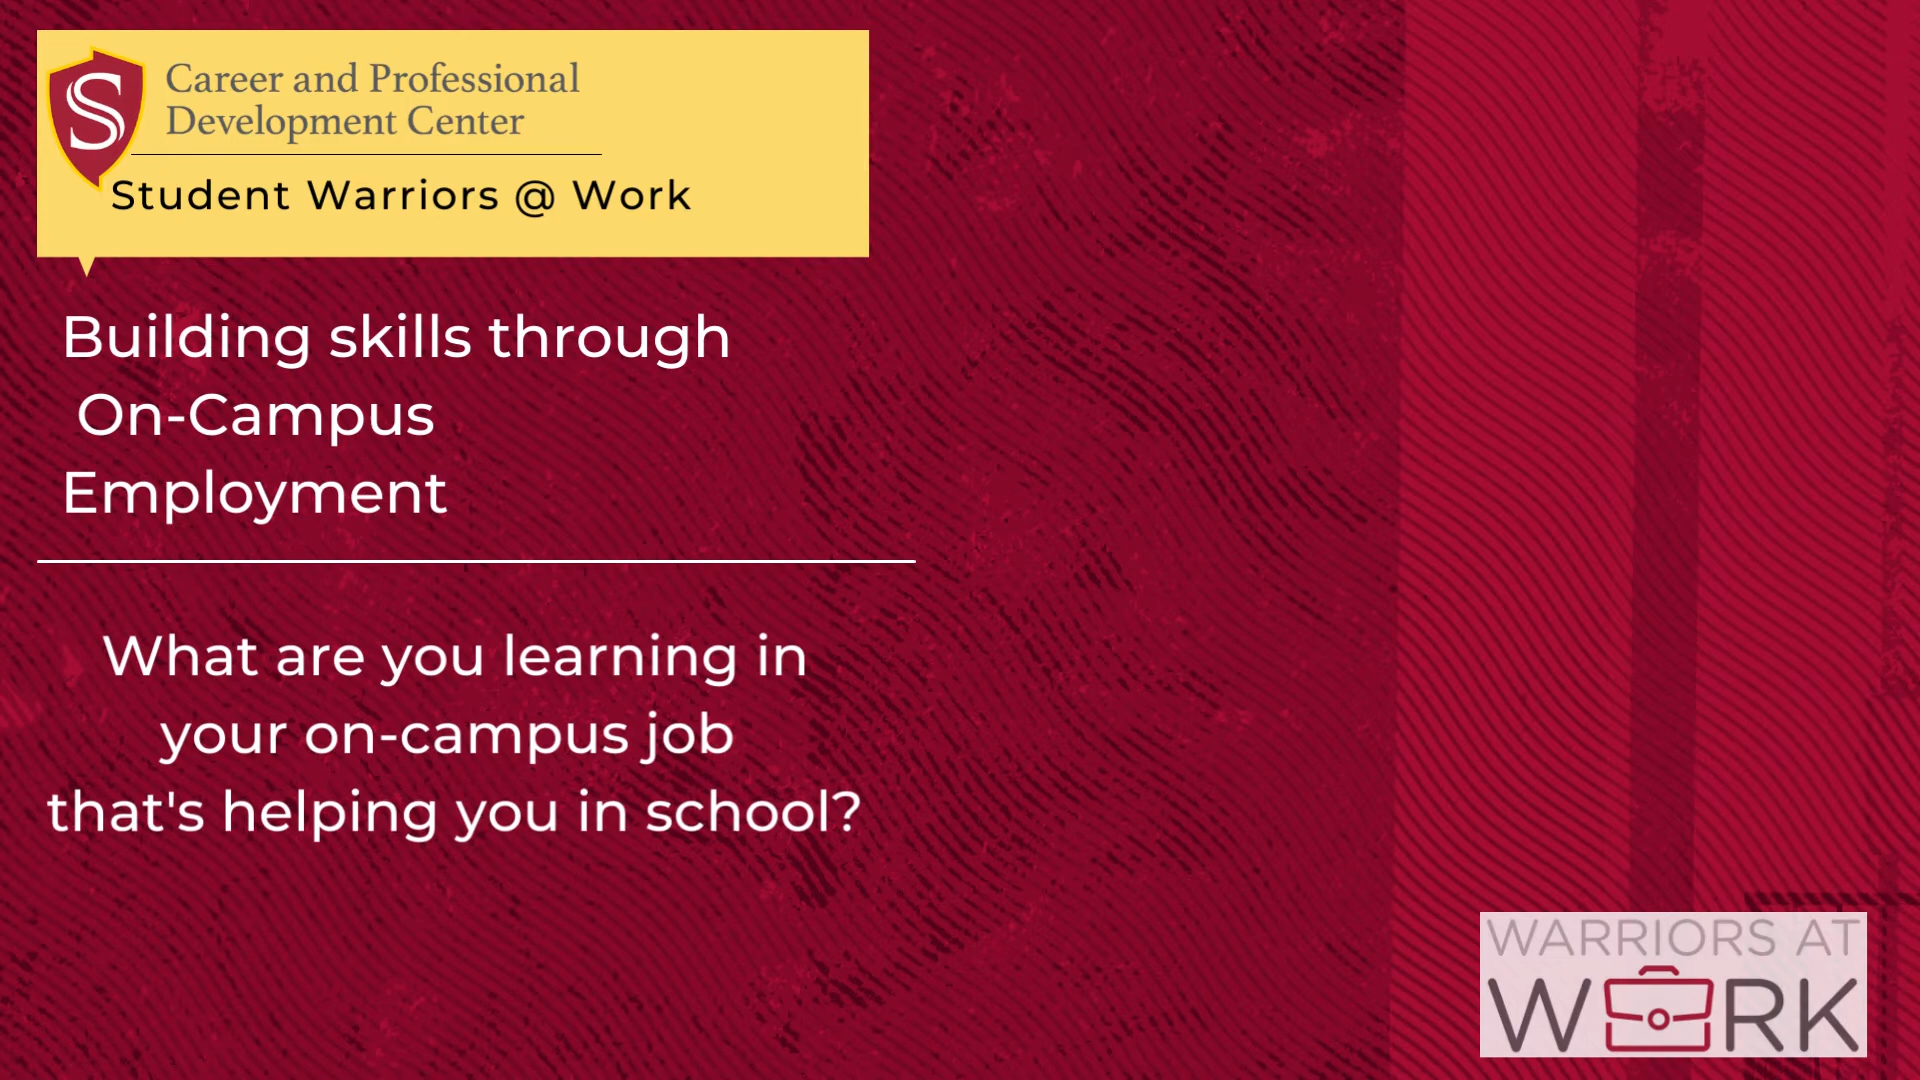 S
Career and Professional
Development Center
Student Warriors @ Work
Building skills through
On-Campus
Employment
What are you learning in
your on-campus job
that's helping you in school?
WARRIORS AT
WORK